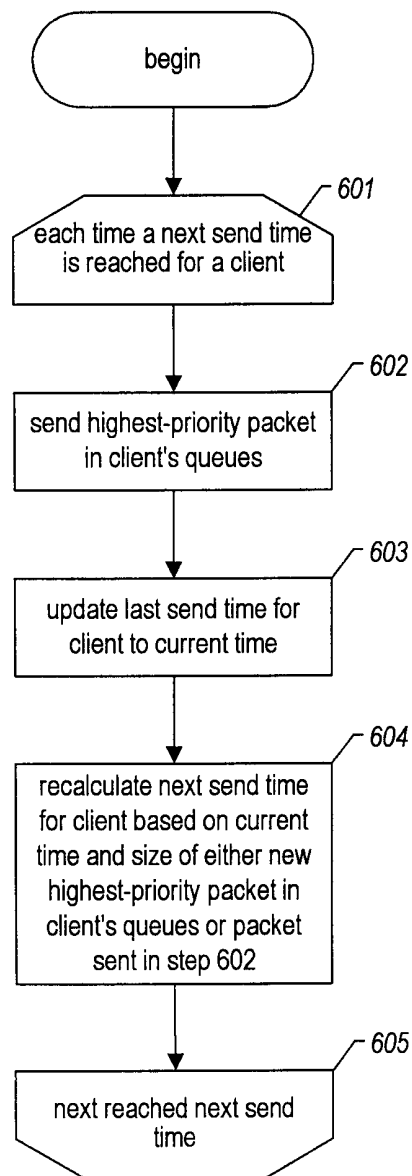 begin
601
each time a next send time
is reached for a client
602
send highest-priority packet
in client's queues
603
update last send time for
client to current time
604
recalculate next send time
for client based on current
time and size of either new
highest-priority packet in
client's queues or packet
sent in step 602
605
next reached next send
time